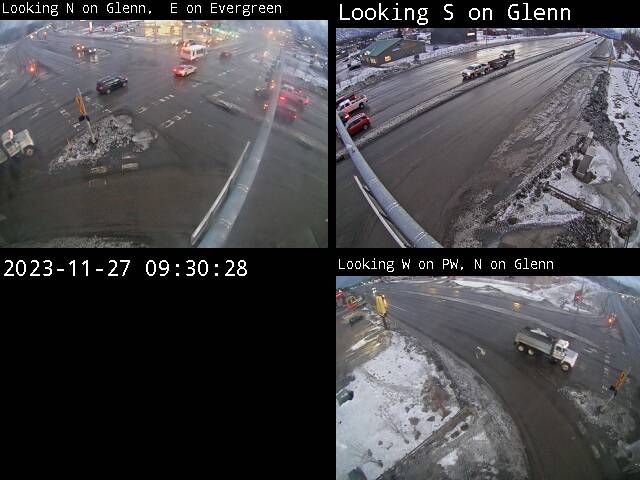 Looking N on Glenn,  E on Evergreen
Looking S on Glenn
2023-11-27 09:30:28
Looking W on PW, N on Glenn